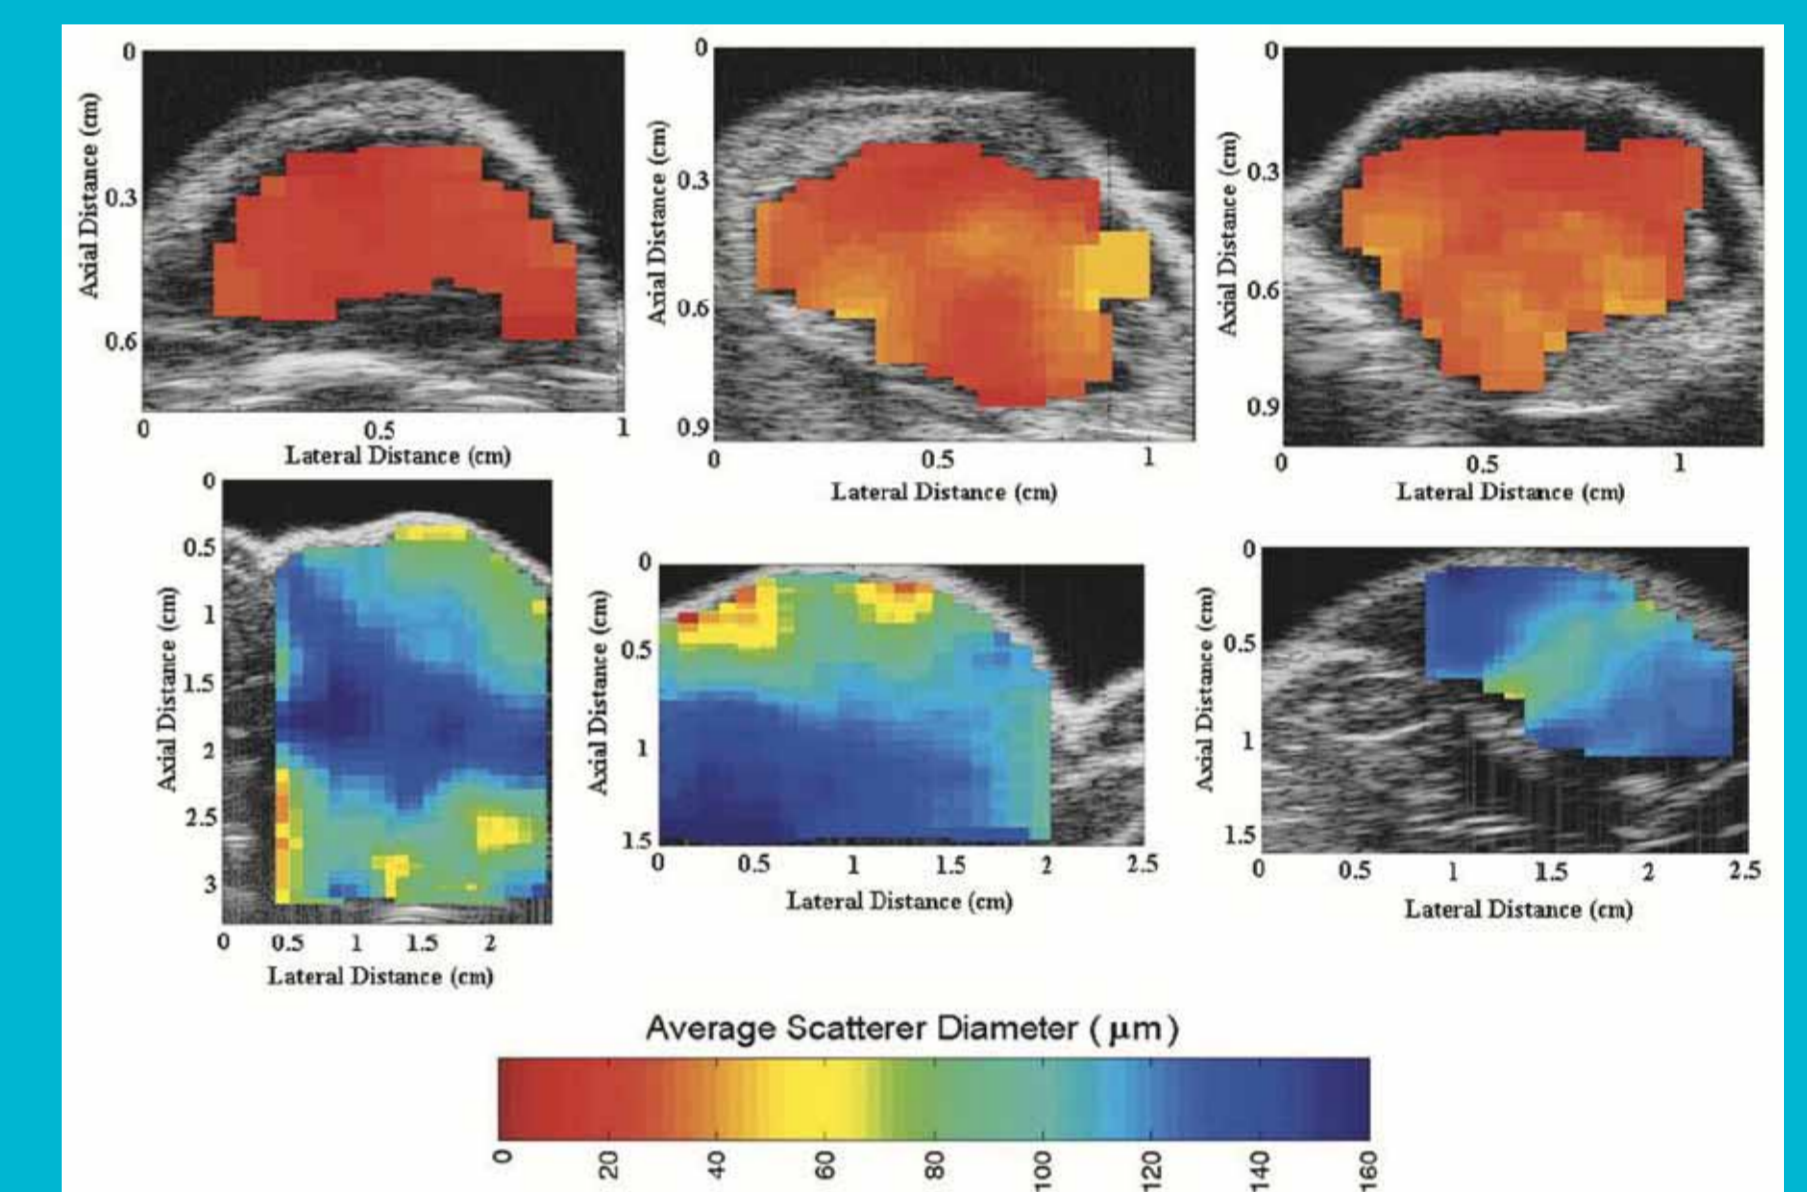 0
0.3
0.6
Axial Distance (cm)
0 0.5 1
Lateral Distance (cm)
0
0.3
0.6
0.9
Axial Distance (cm)
0 0.5 1
Lateral Distance (cm)
0
0.3
0.6
0.9
Axial Distance (cm)
0 0.5 1
Lateral Distance (cm)
0
0.5
1
1.5
2
2.5
3
Axial Distance (cm)
0 0.5 1 1.5 2
Lateral Distance (cm)
0
0.5
1
1.5
Axial Distance (cm)
0 0.5 1 1.5 2 2.5
Lateral Distance (cm)
0
0.5
1
1.5
Axial Distance (cm)
0 0.5 1 1.5 2 2.5
Lateral Distance (cm)
Average Scatterer Diameter ( µm )
0 20 40 60 80 100 120 140 160